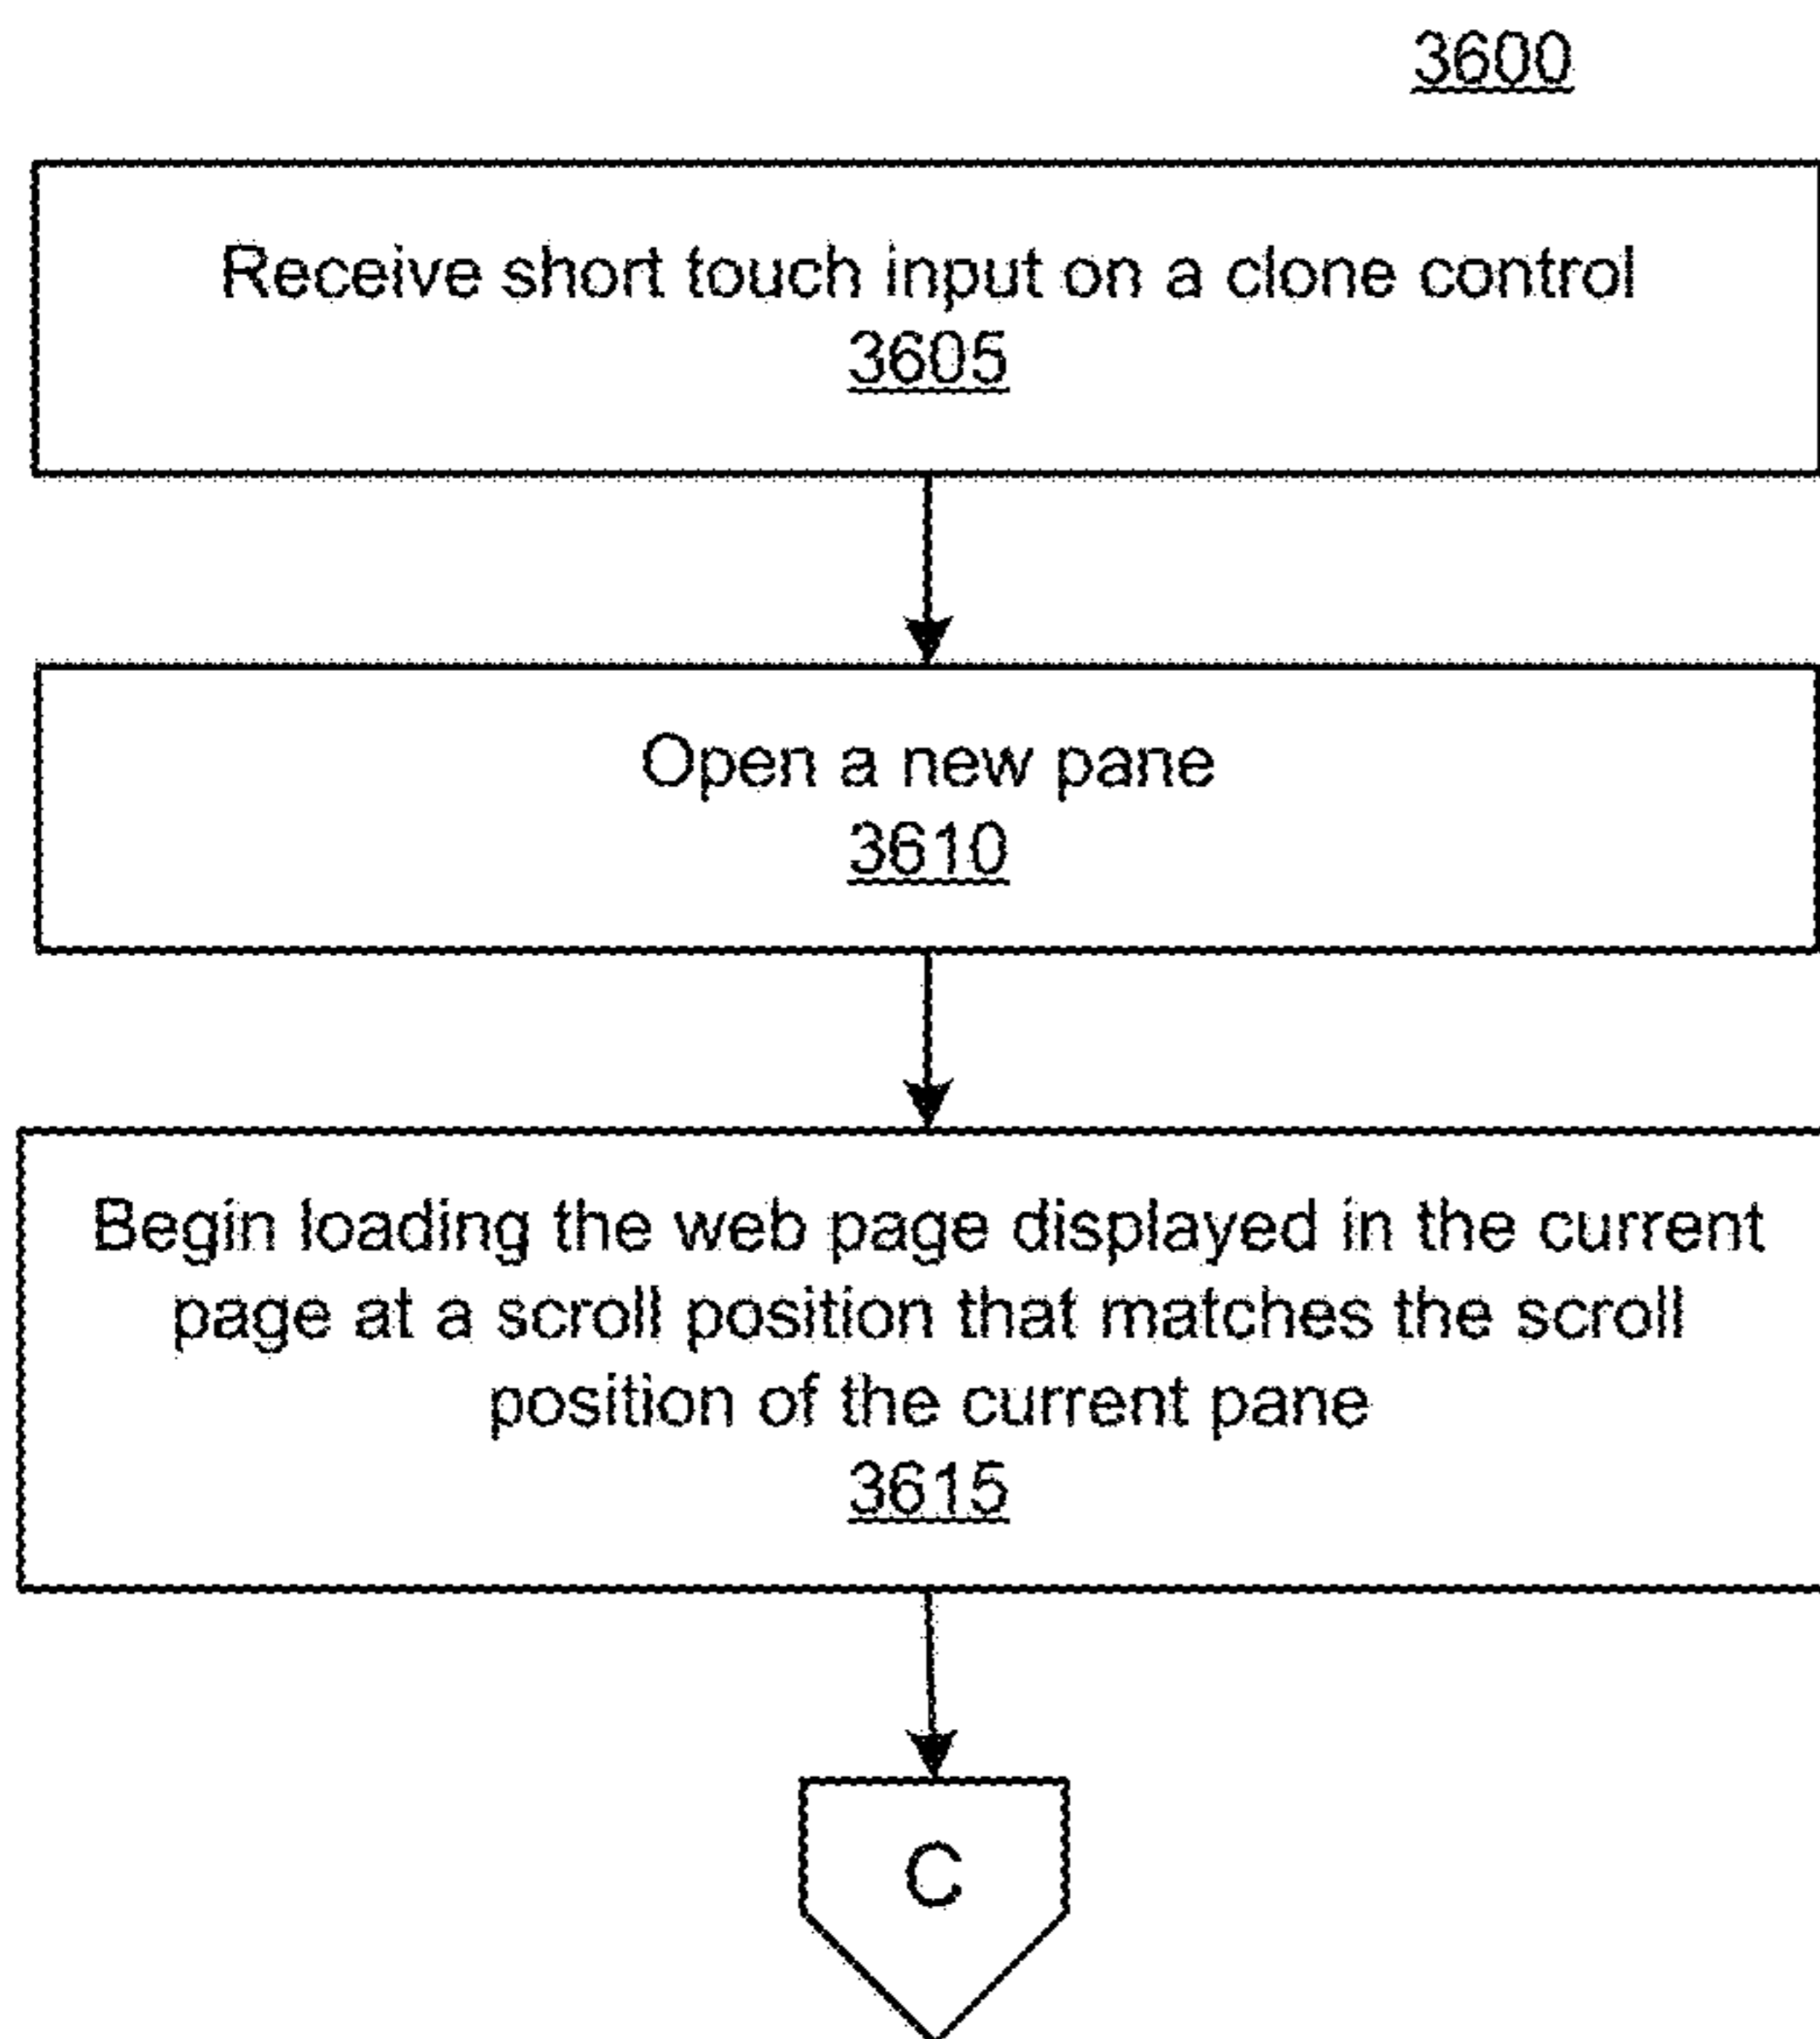 3600
Receive short touch input on a clone control
3605
Open a new pane
3610
Begin loading the web page displayed in the current
page at a scroll position that matches the scroll
position of the current pane
3615
C